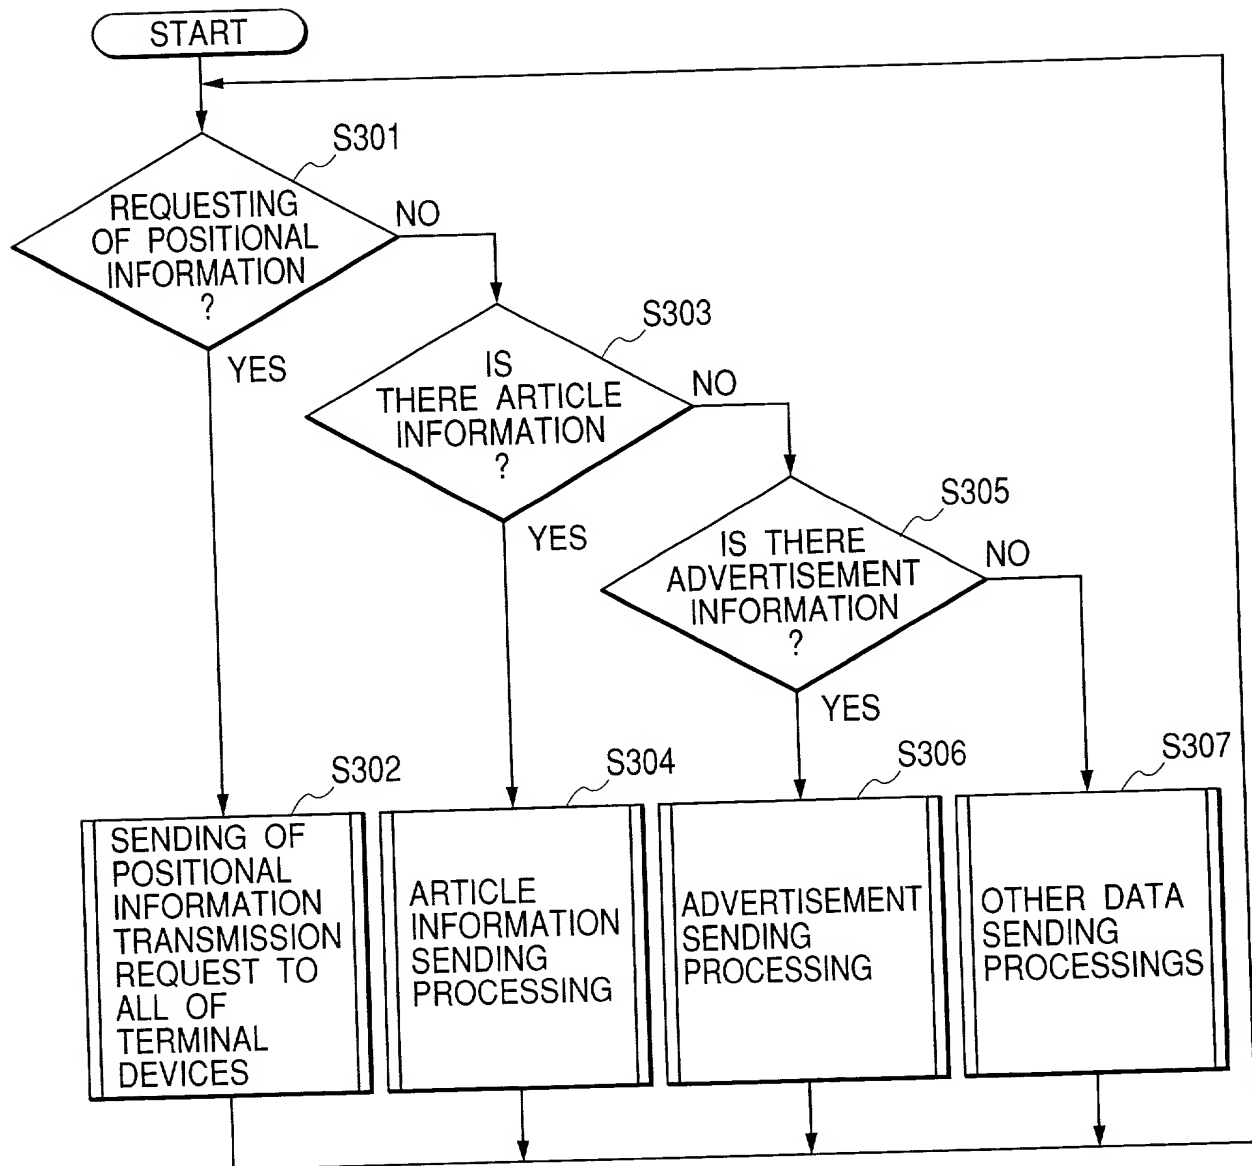 START
S301
REQUESTING
OF POSITIONAL
INFORMATION
?
NO
YES
S303
IS
THERE ARTICLE
INFORMATION
?
NO
YES
S305
IS THERE
ADVERTISEMENT
INFORMATION
?
NO
YES
S302
SENDING OF
POSITIONAL
INFORMATION
TRANSMISSION
REQUEST TO
ALL OF
TERMINAL
DEVICES
S304
ARTICLE
INFORMATION
SENDING
PROCESSING
S306
ADVERTISEMENT
SENDING
PROCESSING
S307
OTHER DATA
SENDING
PROCESSINGS